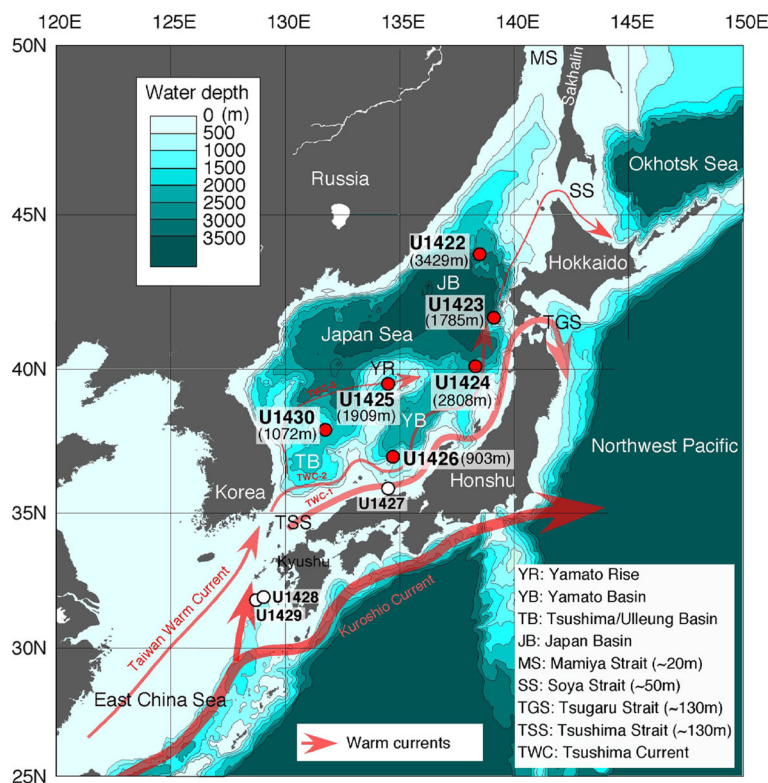 120E 125E 130E 135E 140E 145E 150E
50N
45N
40N
35N
30N
25N
Water depth
0 (m)
500
1000
1500
2000
2500
3000
3500
MS
Sakhalin
Okhotsk Sea
Russia
SS
U1422
(3429m)
Hokkaido
JB
U1423
(1785m)
TGS
Japan Sea
YR
U1424
(2808m)
U1425
(1909m)
U1430
(1072m)
YB
Northwest Pacific
TB
U1426 (903m)
TWC-2
TWC-1
Korea
Honshu
U1427
TSS
Kyushu
U1428
U1429
Taiwan Warm Current
Kuroshio Current
East China Sea
Warm currents
YR: Yamato Rise
YB: Yamato Basin
TB: Tsushima/Ulleung Basin
JB: Japan Basin
MS: Mamiya Strait (~20m)
SS: Soya Strait (~50m)
TGS: Tsugaru Strait (~130m)
TSS: Tsushima Strait (~130m)
TWC: Tsushima Current